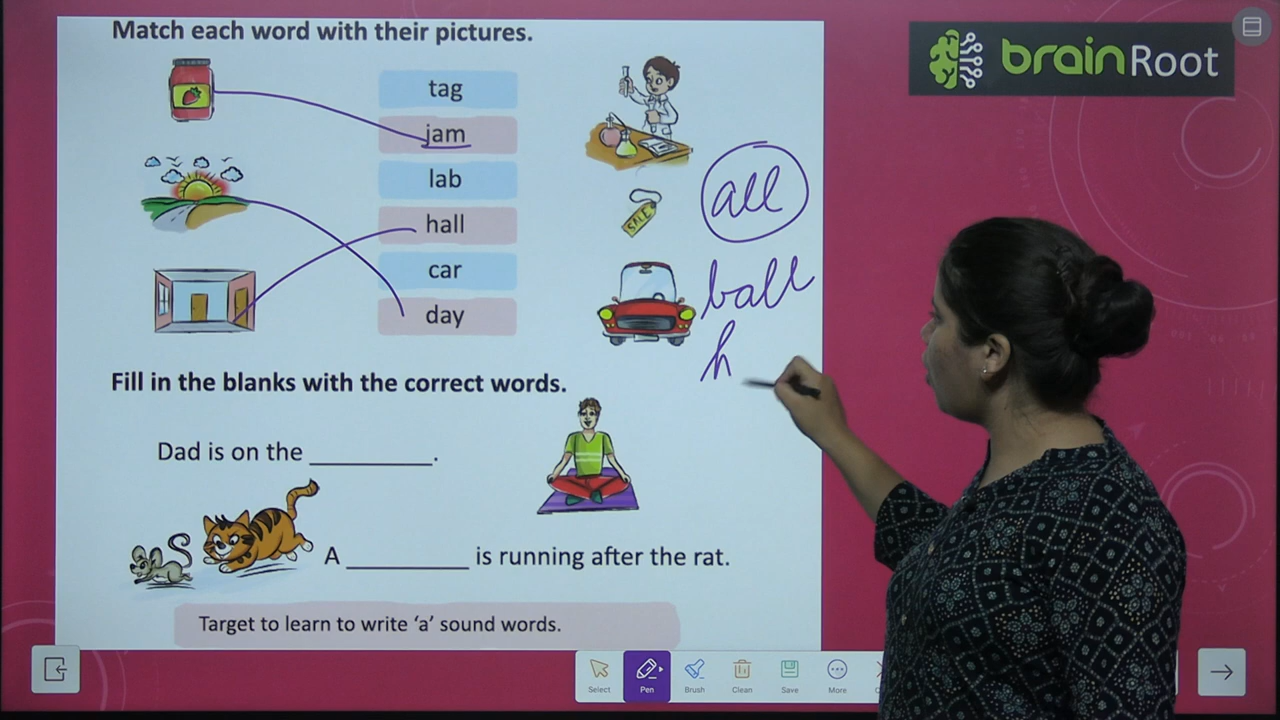 Match each word with their pictures.
brainRoot
tag
jam
lab
hall
car
day
SALE
all
ball
h
Fill in the blanks with the correct words.
Dad is on the __________.
A __________ is running after the rat.
Target to learn to write ‘a’ sound words.
Select
Pen
Brush
Clean
Save
More